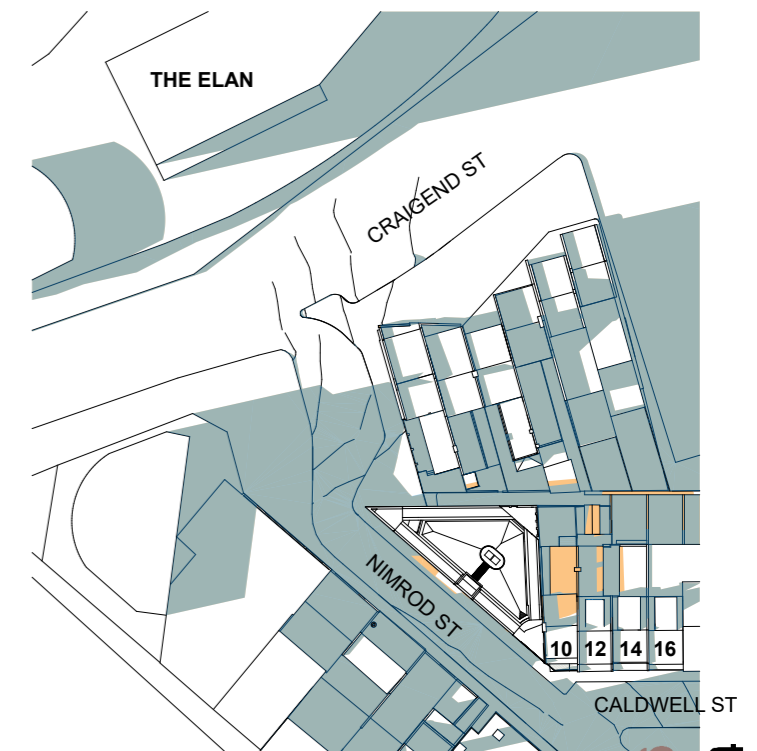 THE ELAN
CRAIGEND ST
NIMROD ST
10 12 14 16
CALDWELL ST